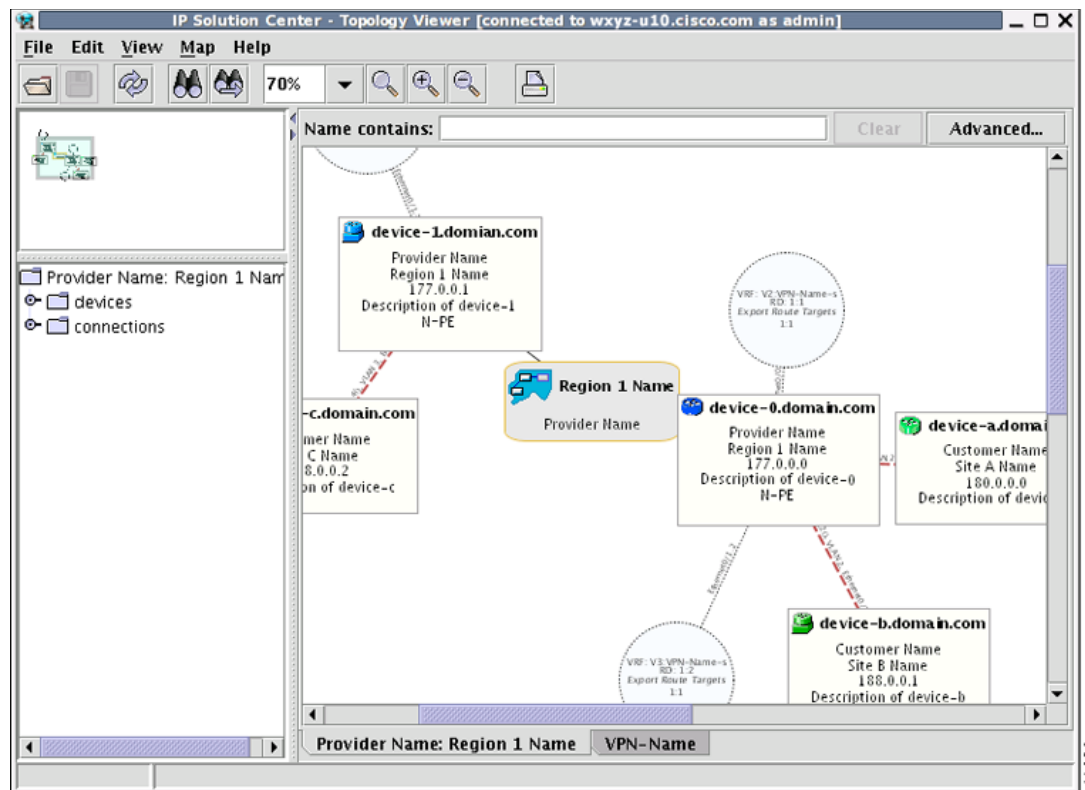 IP Solution Center - Topology Viewer [connected to wxyz-u10.cisco.com as admin]
File Edit View Map Help
70%
Name contains:
Clear
Advanced...
Provider Name: Region 1 Nam
devices
connections
Ethernet0/1.
device-1.domian.com
Provider Name
Region 1 Name
177.0.0.1
Description of device-1
N-PE
VRF: V2:VPN-Name-s
RD: 1:1
Export Route Targets
1:1
Region 1 Name
Provider Name
-c.domain.com
mer Name
C Name
8.0.0.2
on of device-c
device-0.domain.com
Provider Name
Region 1 Name
177.0.0.0
Description of device-0
N-PE
device-a.domai
Customer Name
Site A Name
180.0.0.0
Description of devic
Ethernet0/1.2
device-b.domain.com
Customer Name
Site B Name
188.0.0.1
Description of device-b
VRF: V3:VPN-Name-s
RD: 1:2
Export Route Targets
1:1
Provider Name: Region 1 Name
VPN-Name